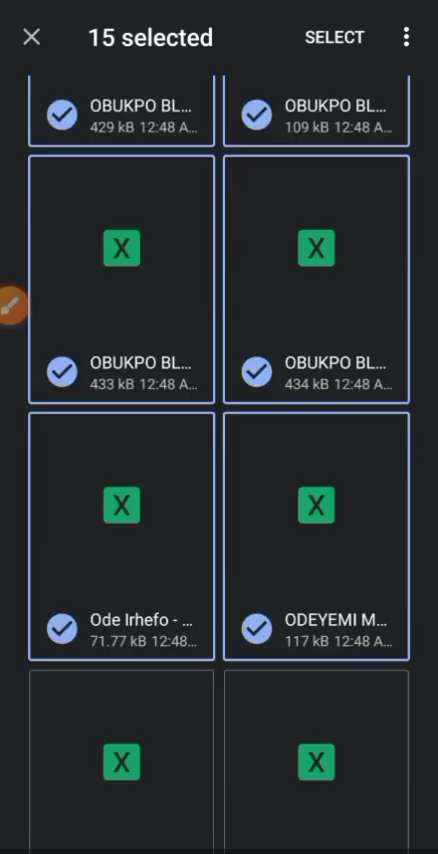 15 selected SELECT
OBUKPO BL... OBUKPO BL...
429 kB 12:48 A... 109 kB 12:48 A...
X X
OBUKPO BL... OBUKPO BL...
433 kB 12:48 A... 434 kB 12:48 A...
X X
Ode Irhefo - ... ODEYEMI M...
71.77 kB 12:48... 117 kB 12:48 A...
X X